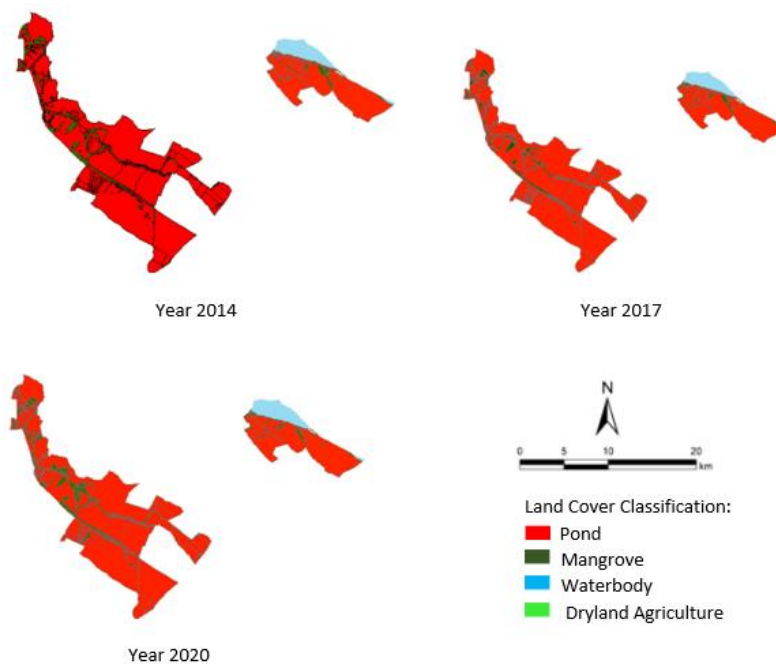 Year 2014
Year 2017
Year 2020
N
0 5 10 20
km
Land Cover Classification:
Pond
Mangrove
Waterbody
Dryland Agriculture